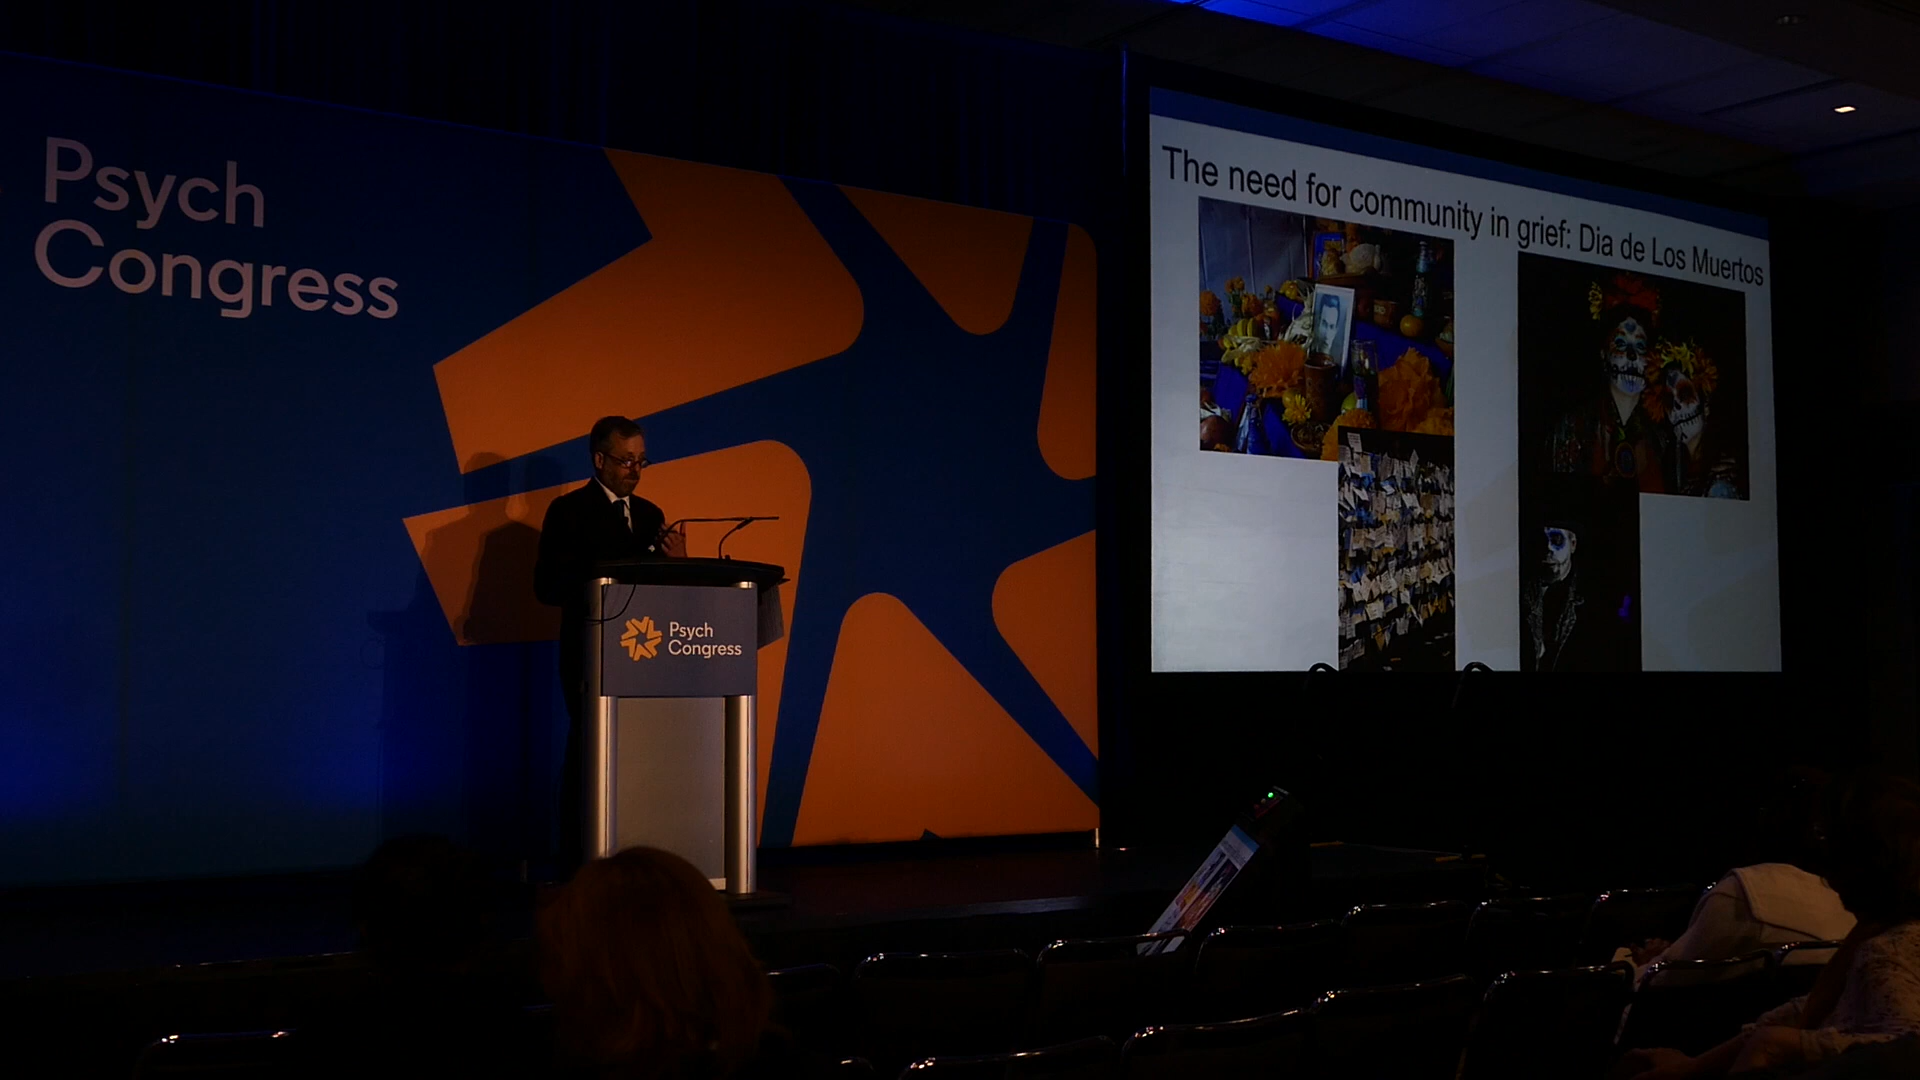 Psych
Congress
The need for community in grief: Dia de Los Muertos
Psych
Congress